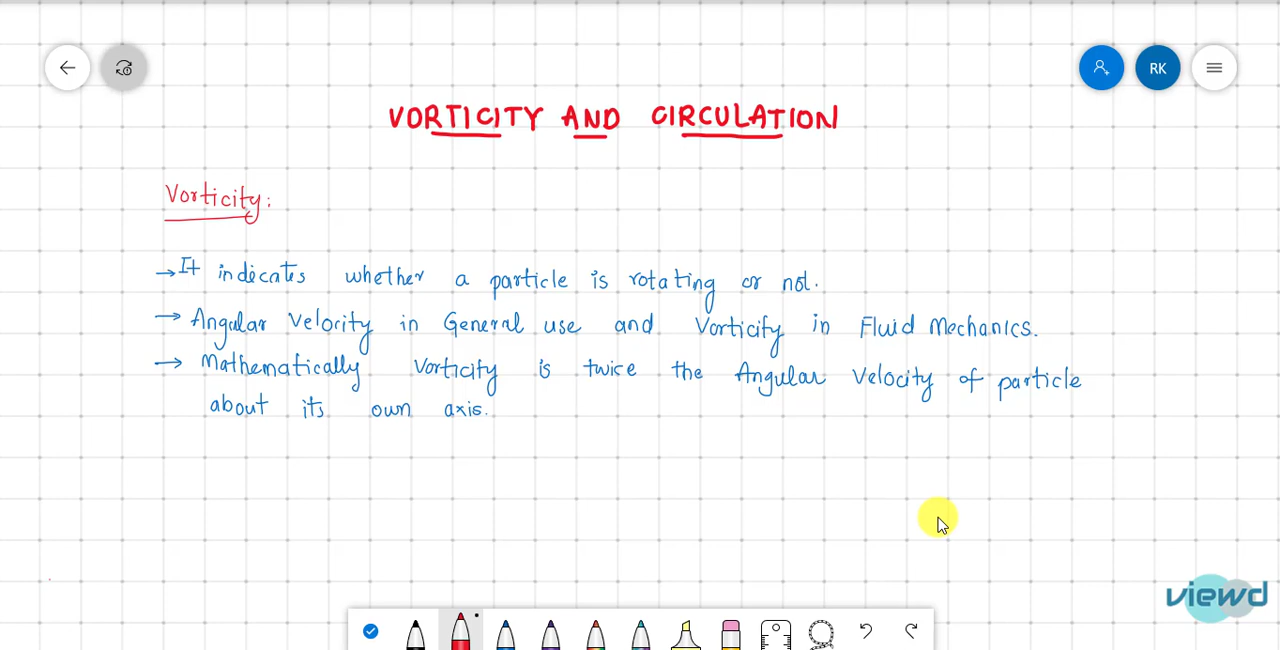 RK
VORTICITY AND CIRCULATION
Vorticity:
→ It indicates whether a particle is rotating or not.
→ Angular Velocity in General use and Vorticity in Fluid Mechanics.
→ Mathematically Vorticity is twice the Angular Velocity of particle
about its own axis.
viewd